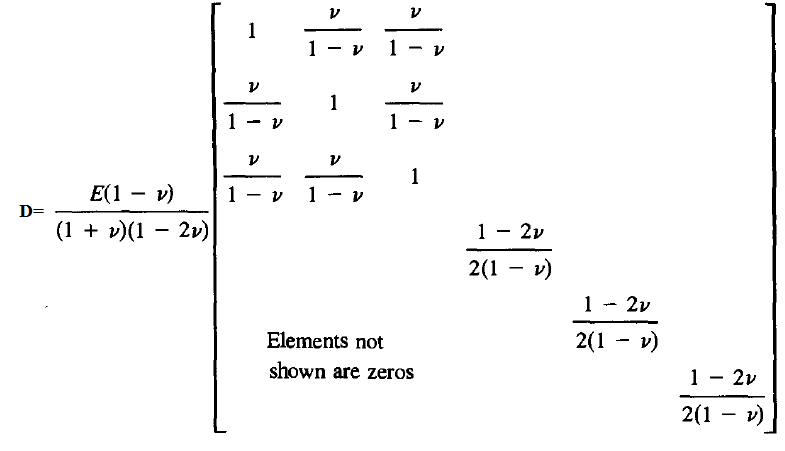 1 ν/(1 − ν) ν/(1 − ν)
ν/(1 − ν) 1 ν/(1 − ν)
ν/(1 − ν) ν/(1 − ν) 1
D= E(1 − ν)/((1 + ν)(1 − 2ν))
(1 − 2ν)/(2(1 − ν))
(1 − 2ν)/(2(1 − ν))
Elements not
shown are zeros
(1 − 2ν)/(2(1 − ν))